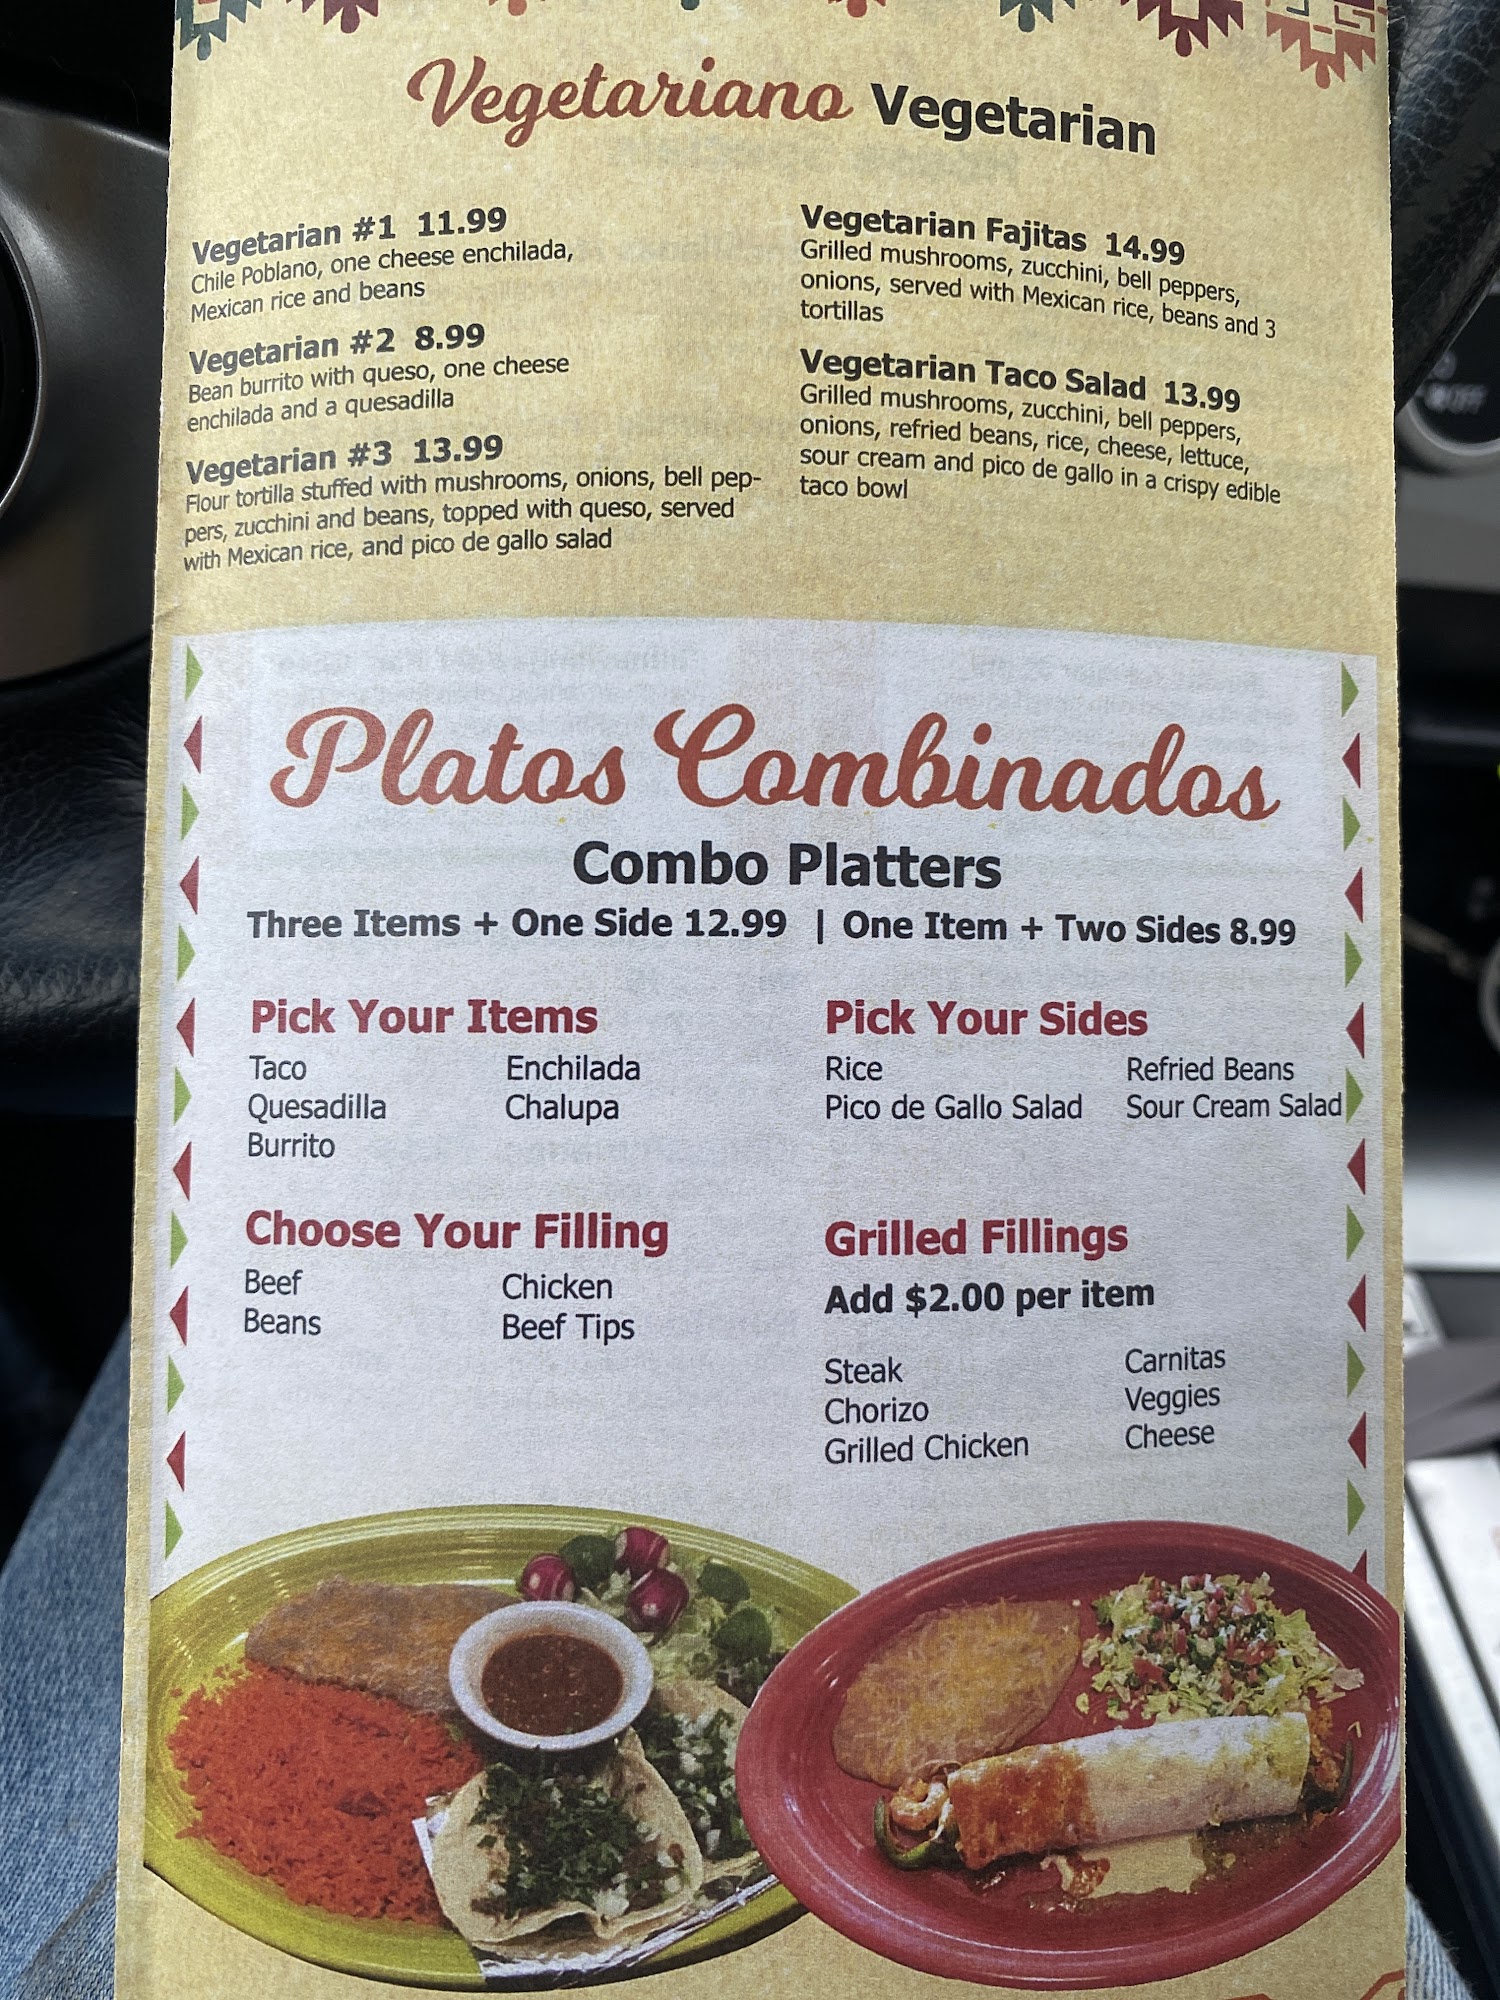 Vegetariano Vegetarian
Vegetarian #1 11.99
Chile Poblano, one cheese enchilada,
Mexican rice and beans
Vegetarian #2 8.99
Bean burrito with queso, one cheese
enchilada and a quesadilla
Vegetarian #3 13.99
Flour tortilla stuffed with mushrooms, onions, bell pep-
pers, zucchini and beans, topped with queso, served
with Mexican rice, and pico de gallo salad
Vegetarian Fajitas 14.99
Grilled mushrooms, zucchini, bell peppers,
onions, served with Mexican rice, beans and 3
tortillas
Vegetarian Taco Salad 13.99
Grilled mushrooms, zucchini, bell peppers,
onions, refried beans, rice, cheese, lettuce,
sour cream and pico de gallo in a crispy edible
taco bowl
Platos Combinados
Combo Platters
Three Items + One Side 12.99 | One Item + Two Sides 8.99
Pick Your Items
Taco Enchilada
Quesadilla Chalupa
Burrito
Pick Your Sides
Rice Refried Beans
Pico de Gallo Salad Sour Cream Salad
Choose Your Filling
Beef Chicken
Beans Beef Tips
Grilled Fillings
Add $2.00 per item
Steak Carnitas
Chorizo Veggies
Grilled Chicken Cheese